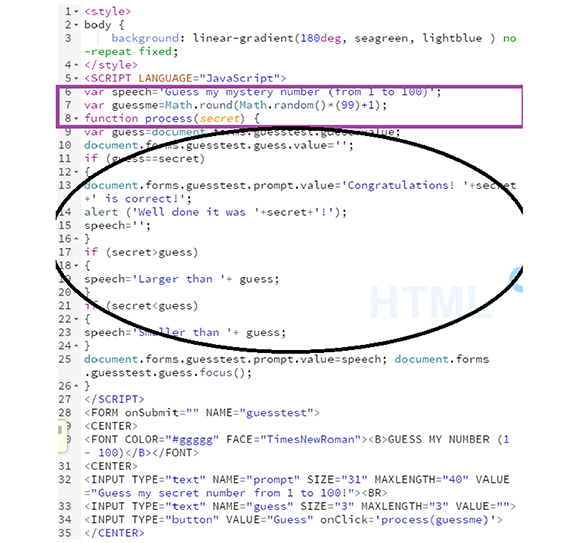 1 <style>
2 body {
3 background: linear-gradient(180deg, seagreen, lightblue ) no
-repeat fixed;
4 </style>
5 <SCRIPT LANGUAGE="JavaScript">
6 var speech='Guess my mystery number (from 1 to 100)';
7 var guessme=Math.round(Math.random()*(99)+1);
8 function process(secret) {
9 var guess=document.forms.guesstest.guess.value;
10 document.forms.guesstest.guess.value='';
11 if (guess==secret)
12 {
13 document.forms.guesstest.prompt.value='Congratulations! '+secret
+' is correct!';
14 alert ('Well done it was '+secret+'!');
15 speech='';
16 }
17 if (secret>guess)
18 {
19 speech='Larger than '+ guess;
20 }
21 if (secret<guess)
22 {
23 speech='Smaller than '+ guess;
24 }
25 document.forms.guesstest.prompt.value=speech; document.forms
.guesstest.guess.focus();
26 }
27 </SCRIPT>
28 <FORM onSubmit="" NAME="guesstest">
29 <CENTER>
30 <FONT COLOR="#ggggg" FACE="TimesNewRoman"><B>GUESS MY NUMBER (1
- 100)</B></FONT>
31 <CENTER>
32 <INPUT TYPE="text" NAME="prompt" SIZE="31" MAXLENGTH="40" VALUE
="Guess my secret number from 1 to 100!"><BR>
33 <INPUT TYPE="text" NAME="guess" SIZE="3" MAXLENGTH="3" VALUE="">
34 <INPUT TYPE="button" VALUE="Guess" onClick='process(guessme)'>
35 </CENTER>
HTML